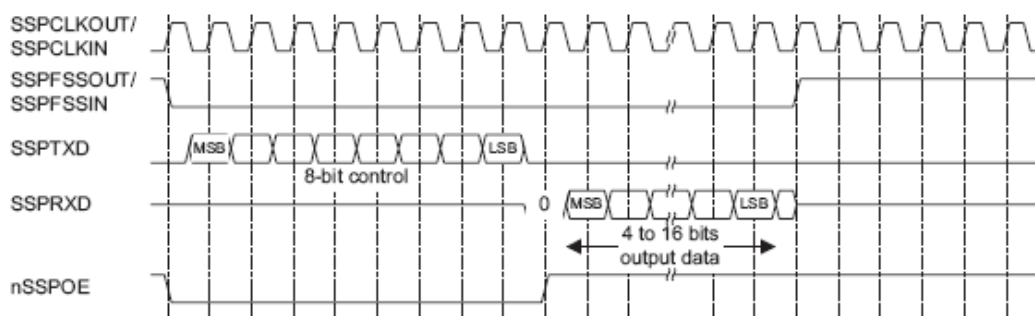 SSPCLKOUT/
SSPCLKIN
SSPFSSOUT/
SSPFSSIN
SSPTXD
MSB
LSB
8-bit control
SSPRXD
0
MSB
LSB
4 to 16 bits
output data
nSSPOE